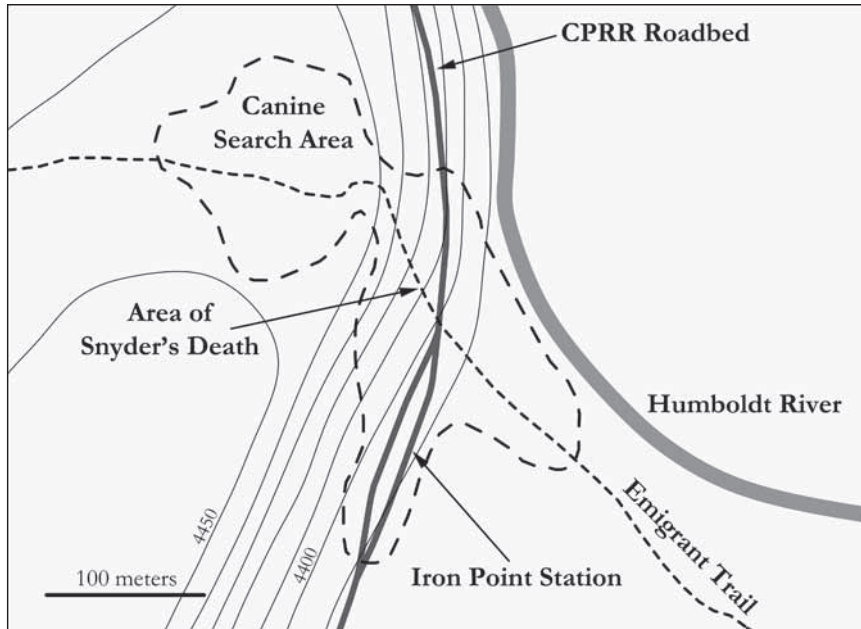 CPRR Roadbed
Canine
Search Area
Area of
Snyder's Death
Humboldt River
Emigrant Trail
4450
4400
100 meters
Iron Point Station